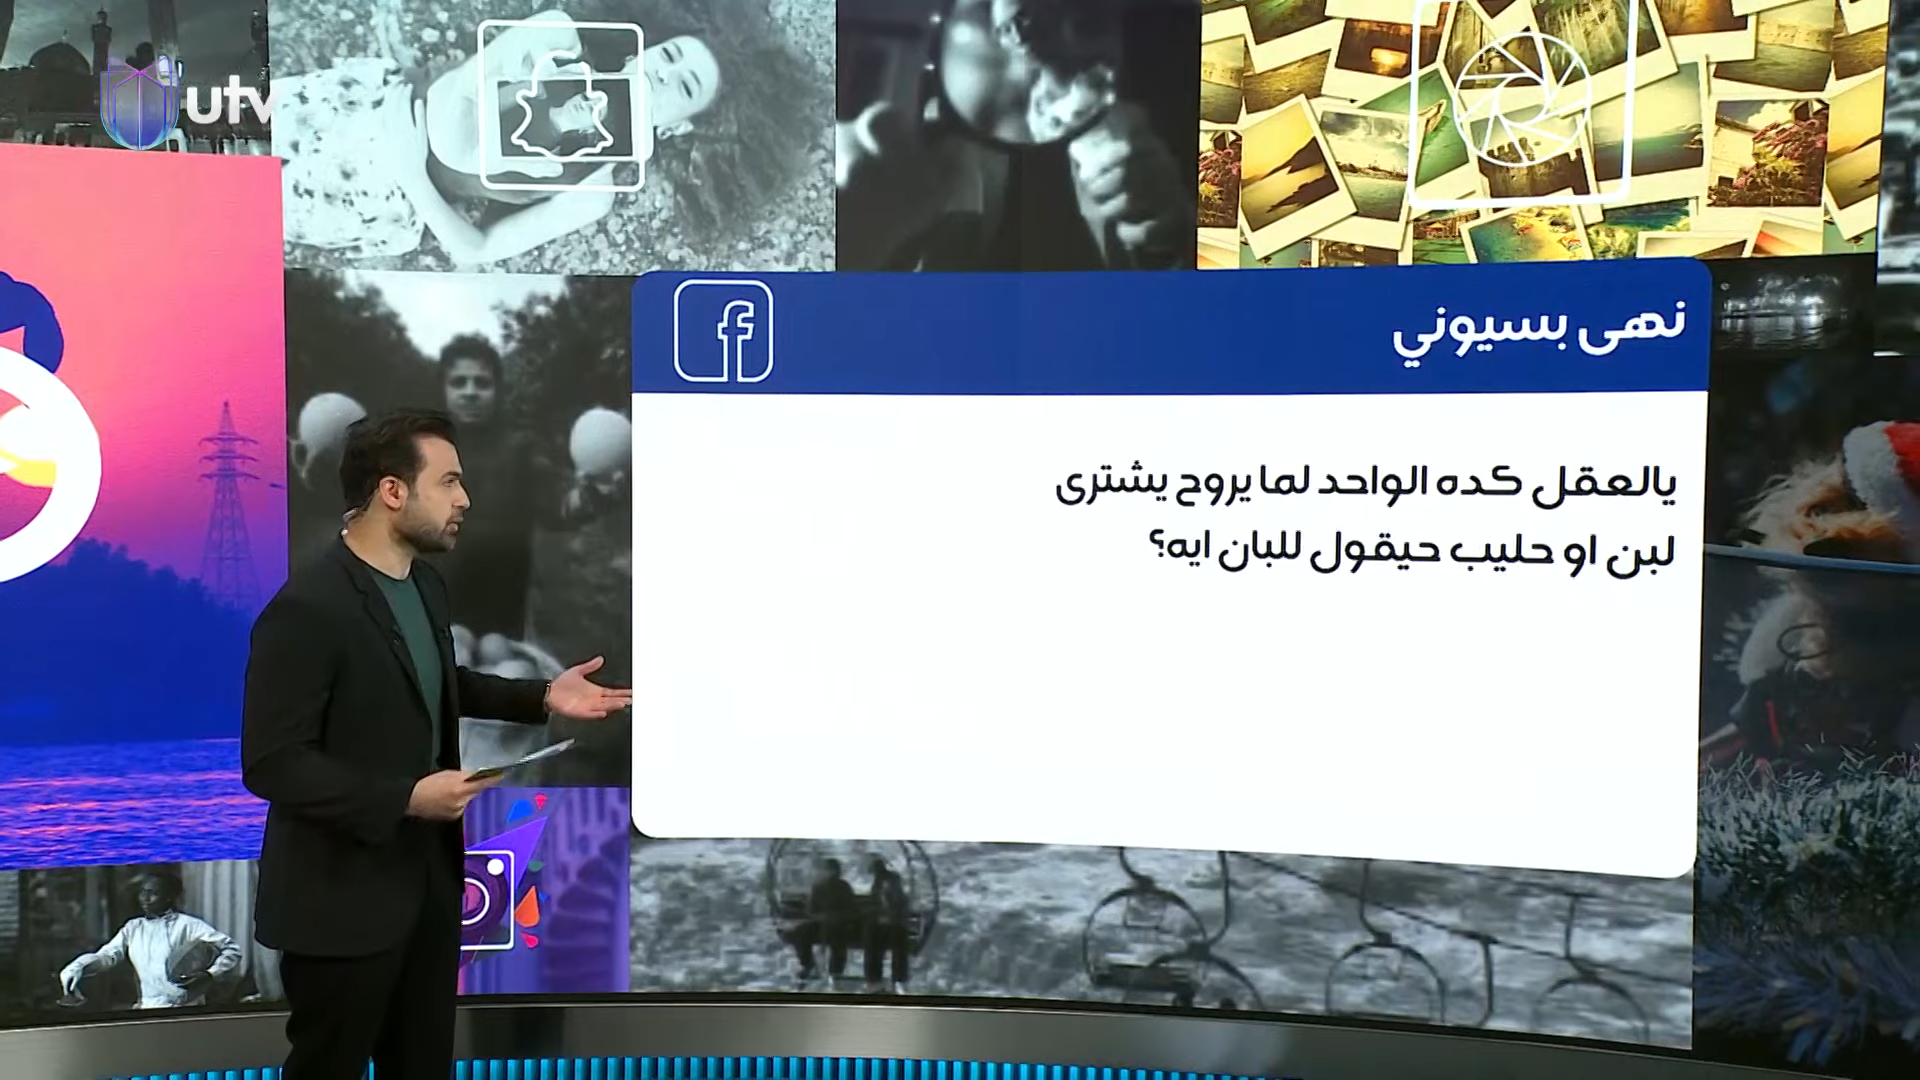 utv
نهى بسيوني
يالعقل كده الواحد لما يروح يشترى
لبن او حليب حيقول للبان ايه؟